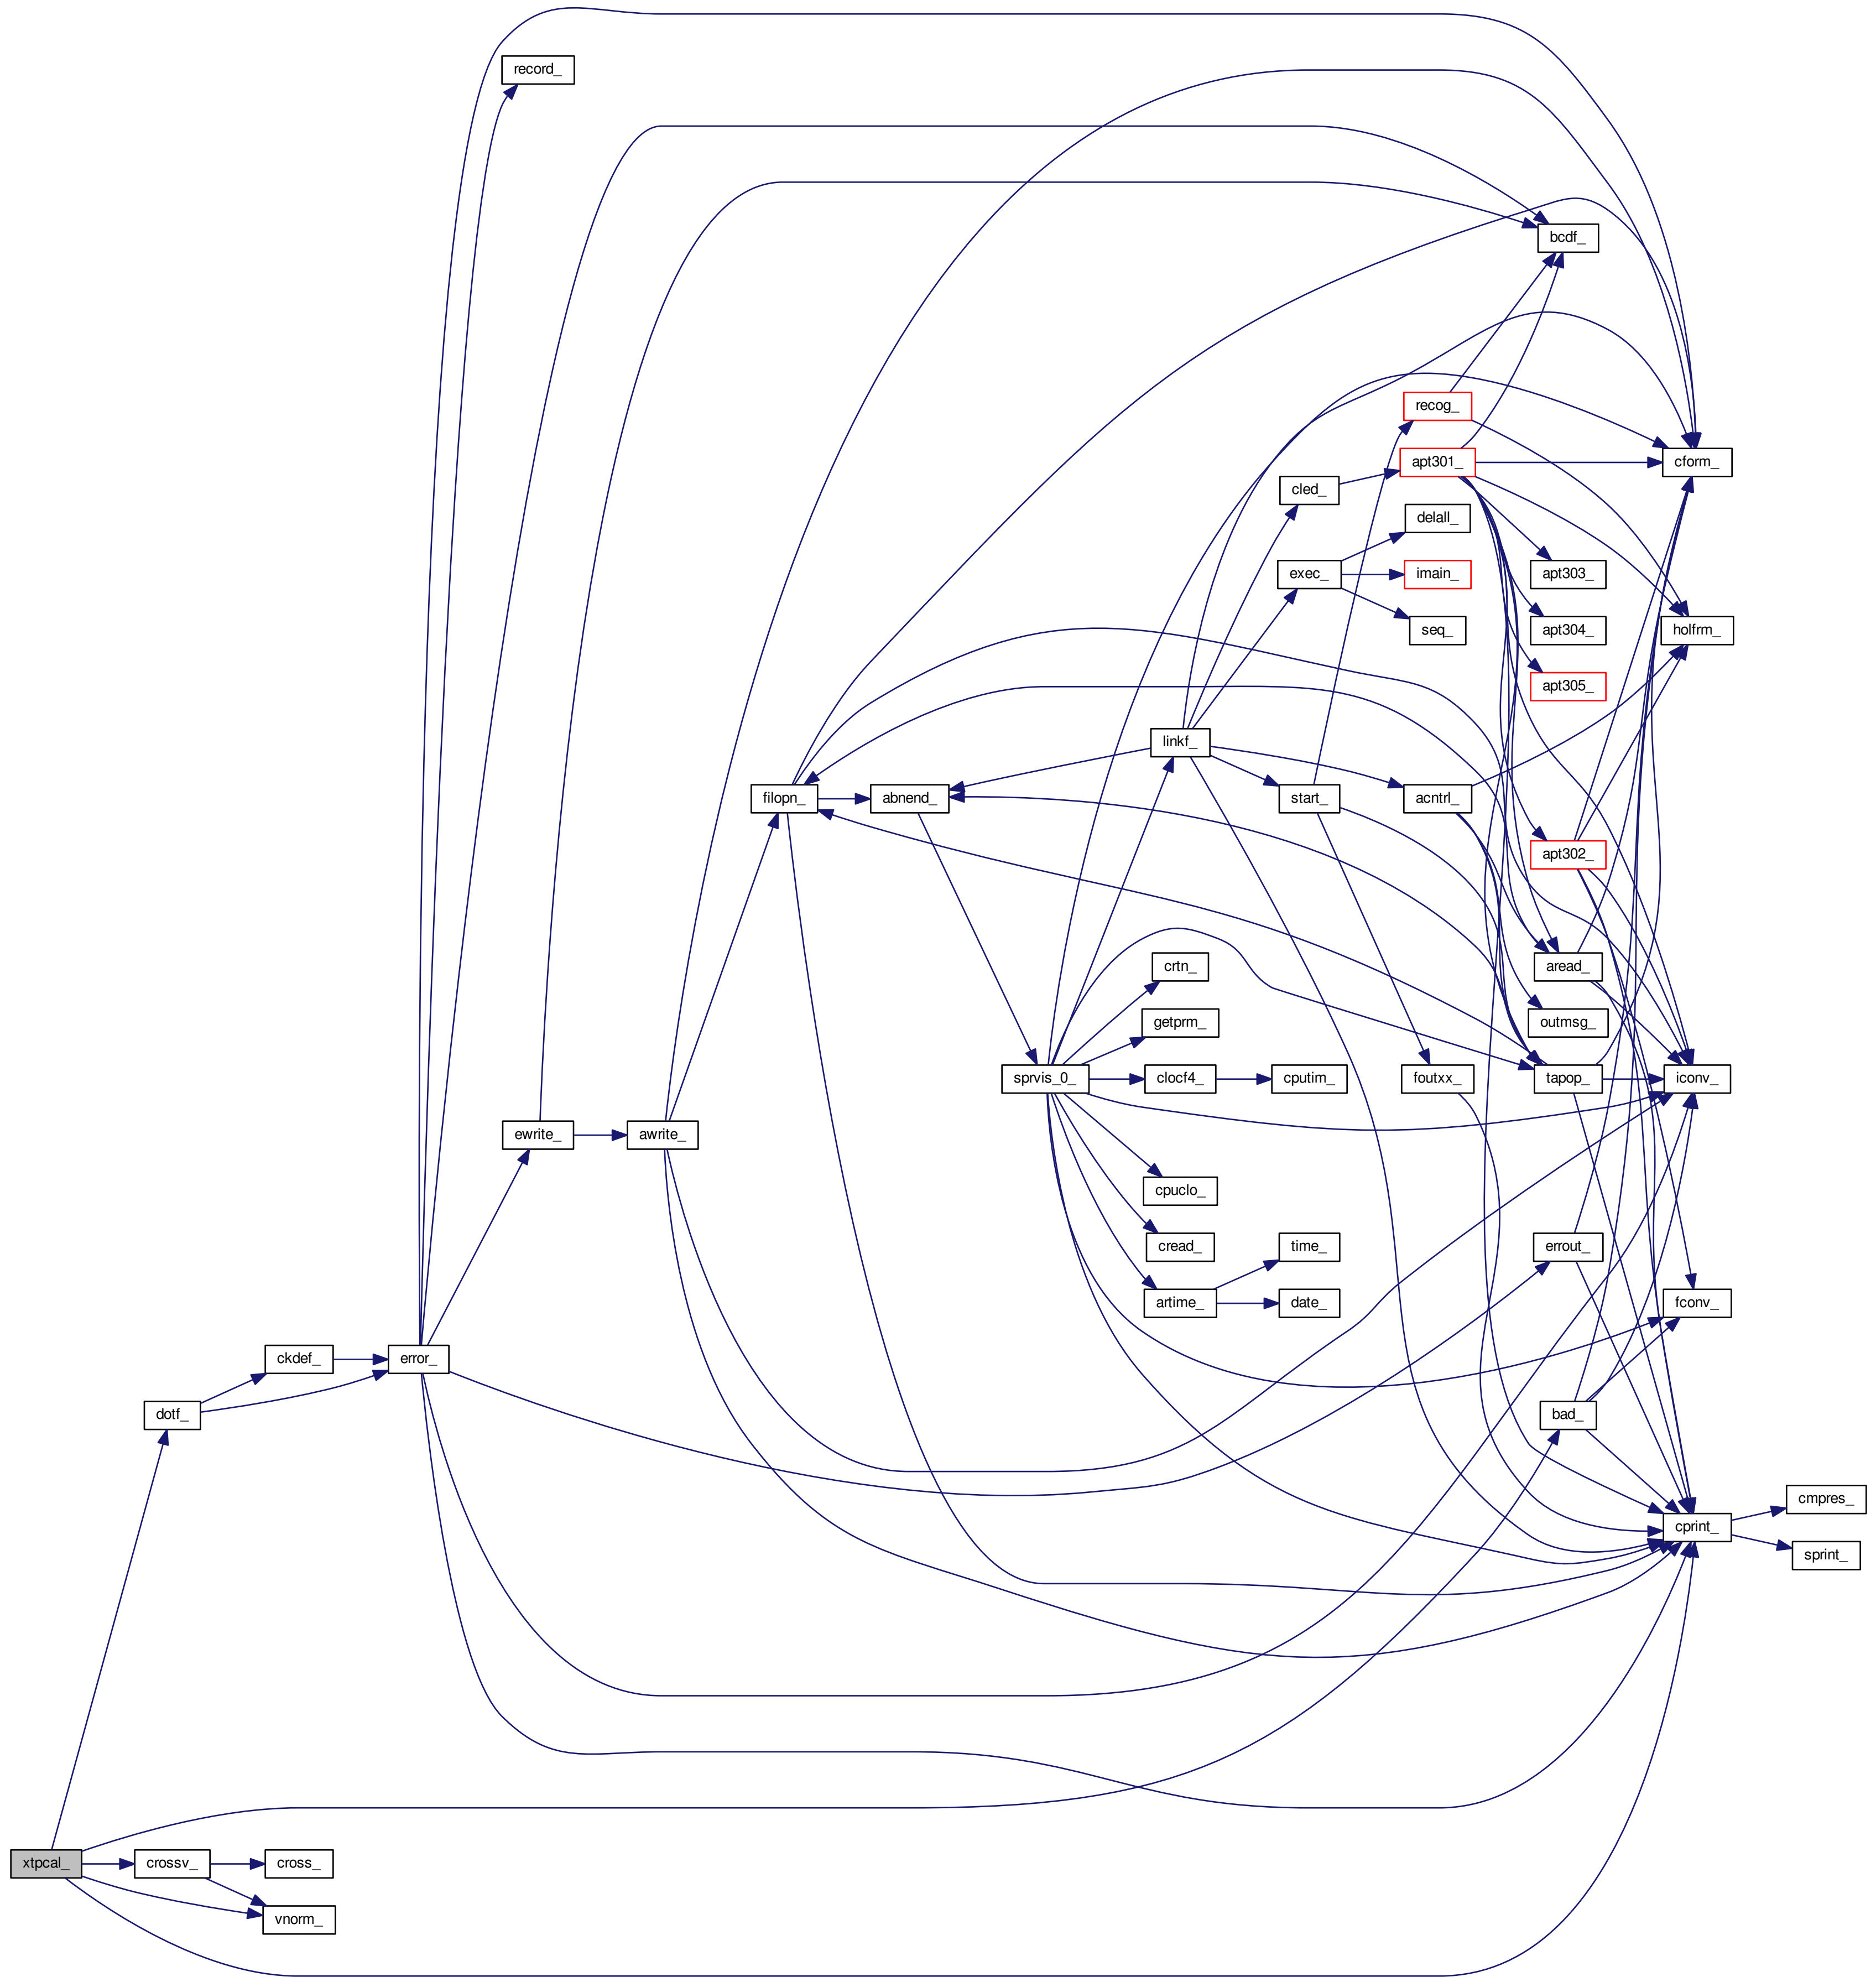 record_
bcdf_
recog_
apt301_
cform_
cled_
delall_
exec_
imain_
apt303_
seq_
apt304_
holfrm_
apt305_
linkf_
filopn_
abnend_
start_
acntrl_
apt302_
crtn_
aread_
getprm_
outmsg_
sprvis_0_
clocf4_
cputim_
foutxx_
tapop_
iconv_
ewrite_
awrite_
cpuclo_
cread_
time_
errout_
artime_
date_
fconv_
ckdef_
error_
dotf_
bad_
cmpres_
cprint_
sprint_
xtpcal_
crossv_
cross_
vnorm_